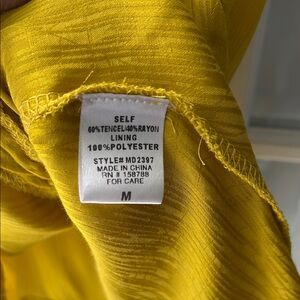 SELF
60%TENCEL/40%RAYON
LINING
100%POLYESTER
STYLE# MD2397
MADE IN CHINA
RN # 158788
FOR CARE
M